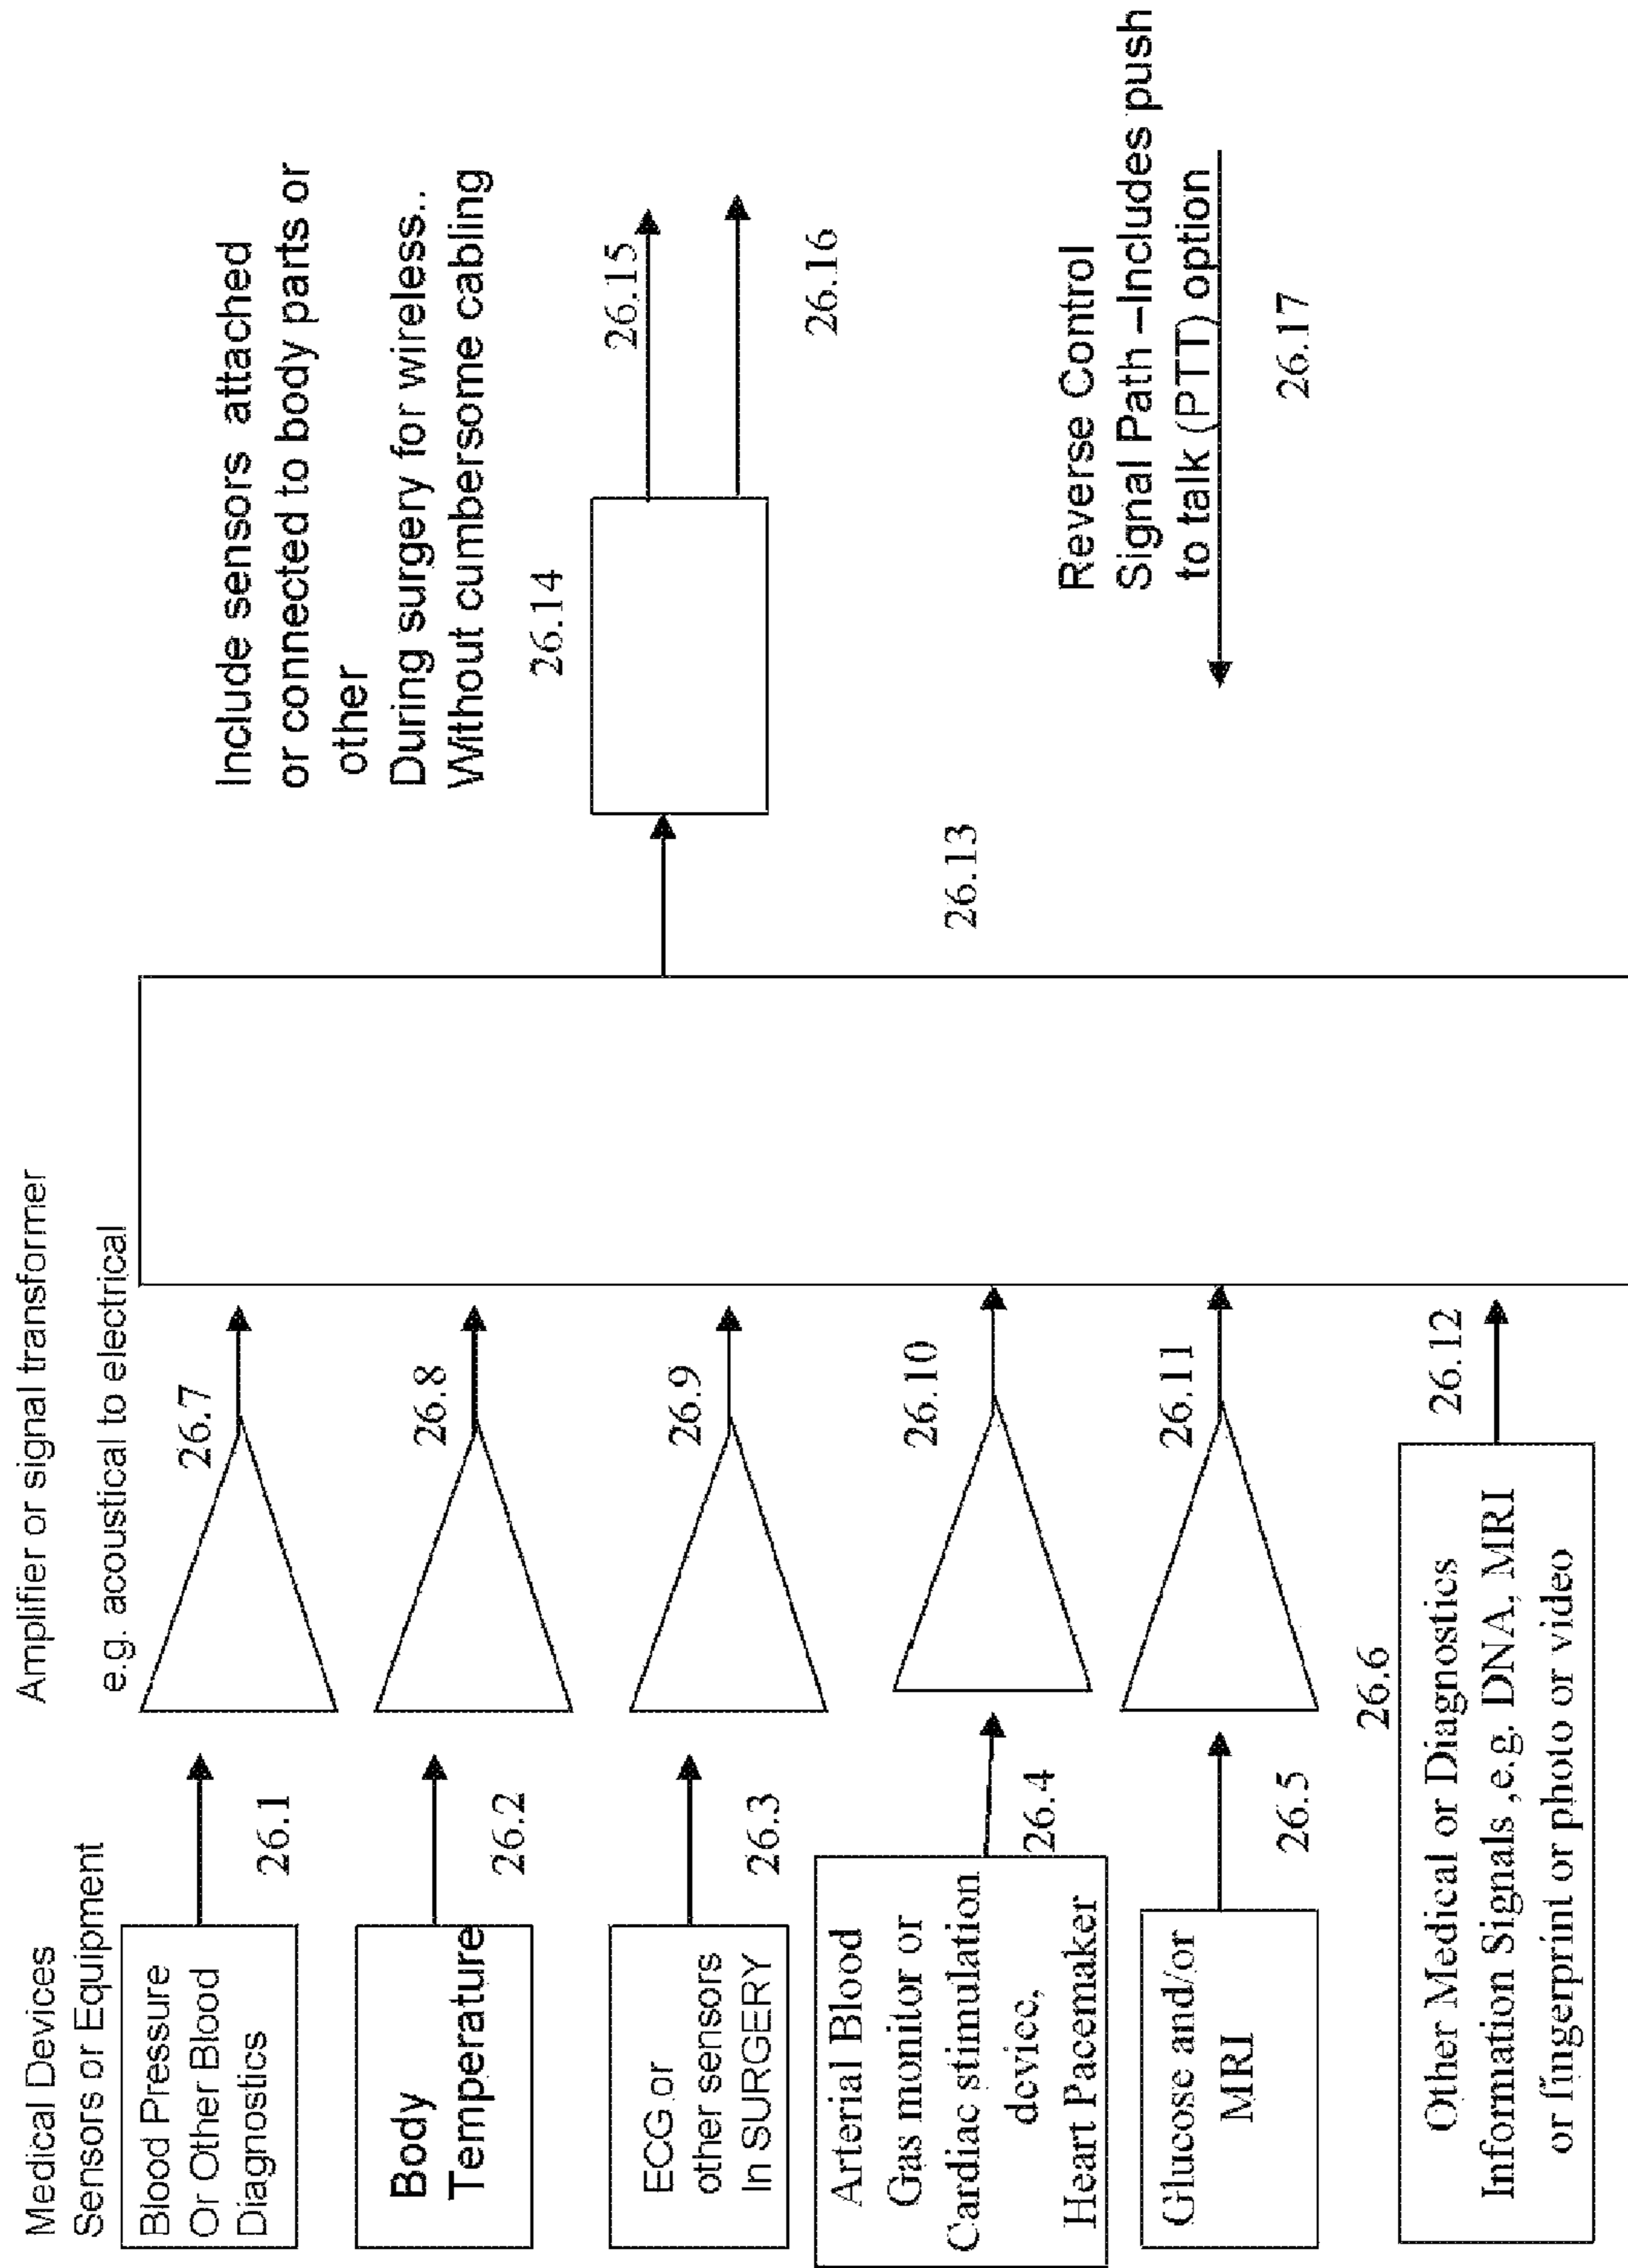 Medical Devices
Sensors or Equipment
Amplifier or signal transformer
e.g. acoustical to electrical
Blood Pressure
Or Other Blood
Diagnostics
26.1
26.7
Body
Temperature
26.2
26.8
ECG or
other sensors
In SURGERY
26.3
26.9
Arterial Blood
Gas monitor or
Cardiac stimulation
device,
Heart Pacemaker
26.4
26.10
Glucose and/or
MRI
26.5
26.11
26.6
Other Medical or Diagnostics
Information Signals ,e.g. DNA, MRI
or fingerprint or photo or video
26.12
26.13
Include sensors attached
or connected to body parts or
other
During surgery for wireless..
Without cumbersome cabling
26.14
26.15
26.16
Reverse Control
Signal Path –Includes push
to talk (PTT) option
26.17